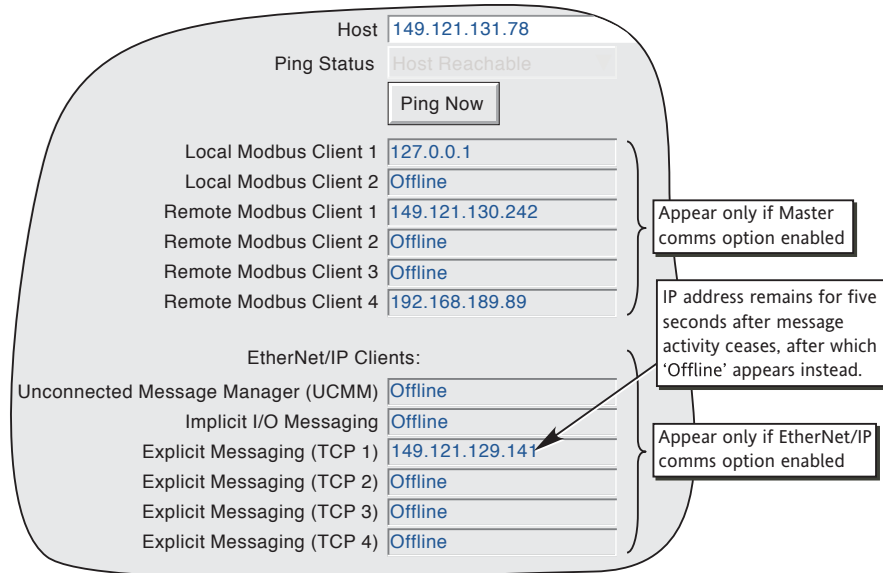 Host 149.121.131.78
Ping Status Host Reachable
Ping Now
Local Modbus Client 1 127.0.0.1
Local Modbus Client 2 Offline
Remote Modbus Client 1 149.121.130.242
Remote Modbus Client 2 Offline
Remote Modbus Client 3 Offline
Remote Modbus Client 4 192.168.189.89
Appear only if Master
comms option enabled
IP address remains for five
seconds after message
activity ceases, after which
‘Offline’ appears instead.
EtherNet/IP Clients:
Unconnected Message Manager (UCMM) Offline
Implicit I/O Messaging Offline
Explicit Messaging (TCP 1) 149.121.129.141
Explicit Messaging (TCP 2) Offline
Explicit Messaging (TCP 3) Offline
Explicit Messaging (TCP 4) Offline
Appear only if EtherNet/IP
comms option enabled